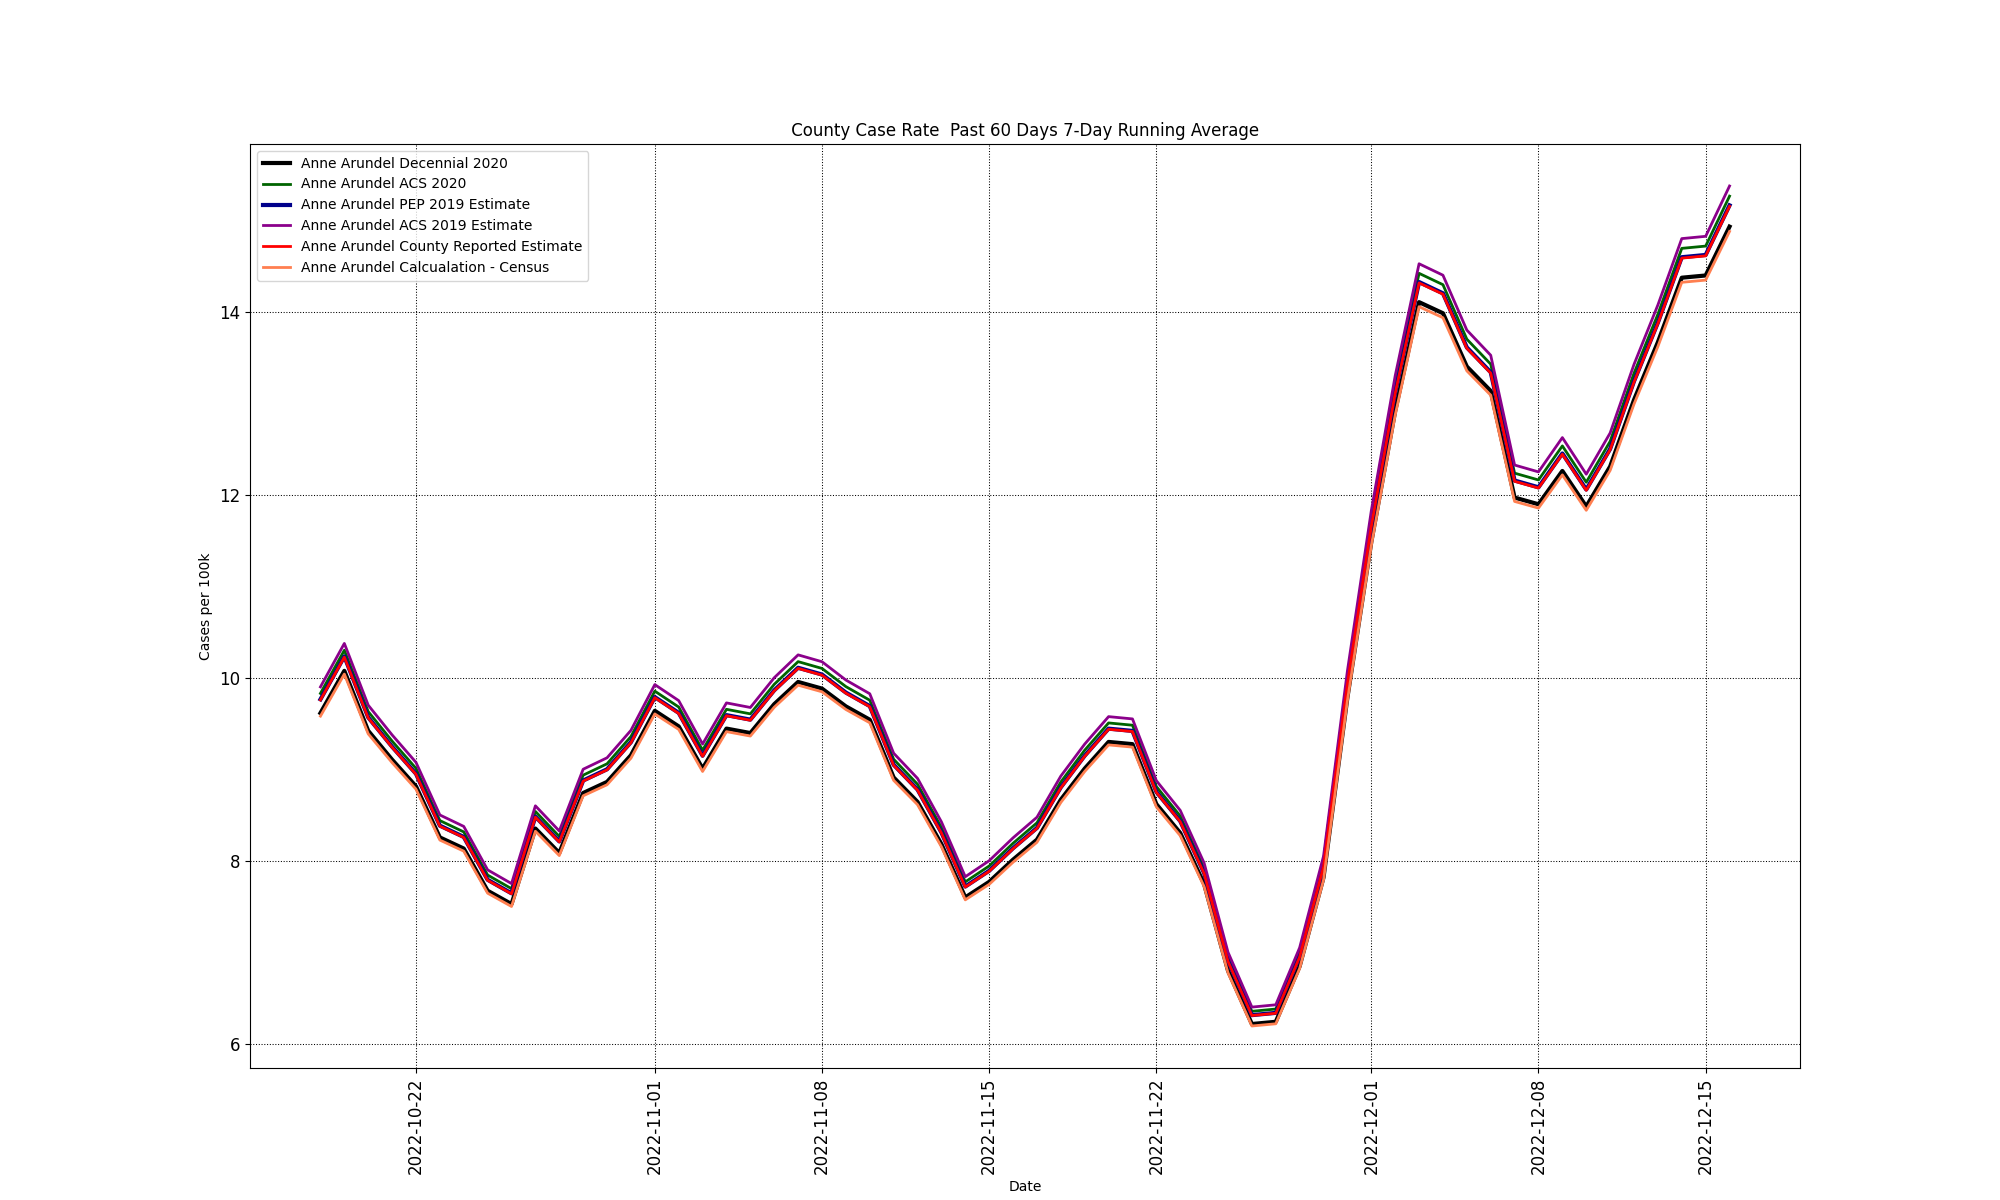 County Case Rate  Past 60 Days 7-Day Running Average
Anne Arundel Decennial 2020
Anne Arundel ACS 2020
Anne Arundel PEP 2019 Estimate
Anne Arundel ACS 2019 Estimate
Anne Arundel County Reported Estimate
Anne Arundel Calcualation - Census
14
12
10
8
6
Cases per 100k
2022-10-22
2022-11-01
2022-11-08
2022-11-15
2022-11-22
2022-12-01
2022-12-08
2022-12-15
Date